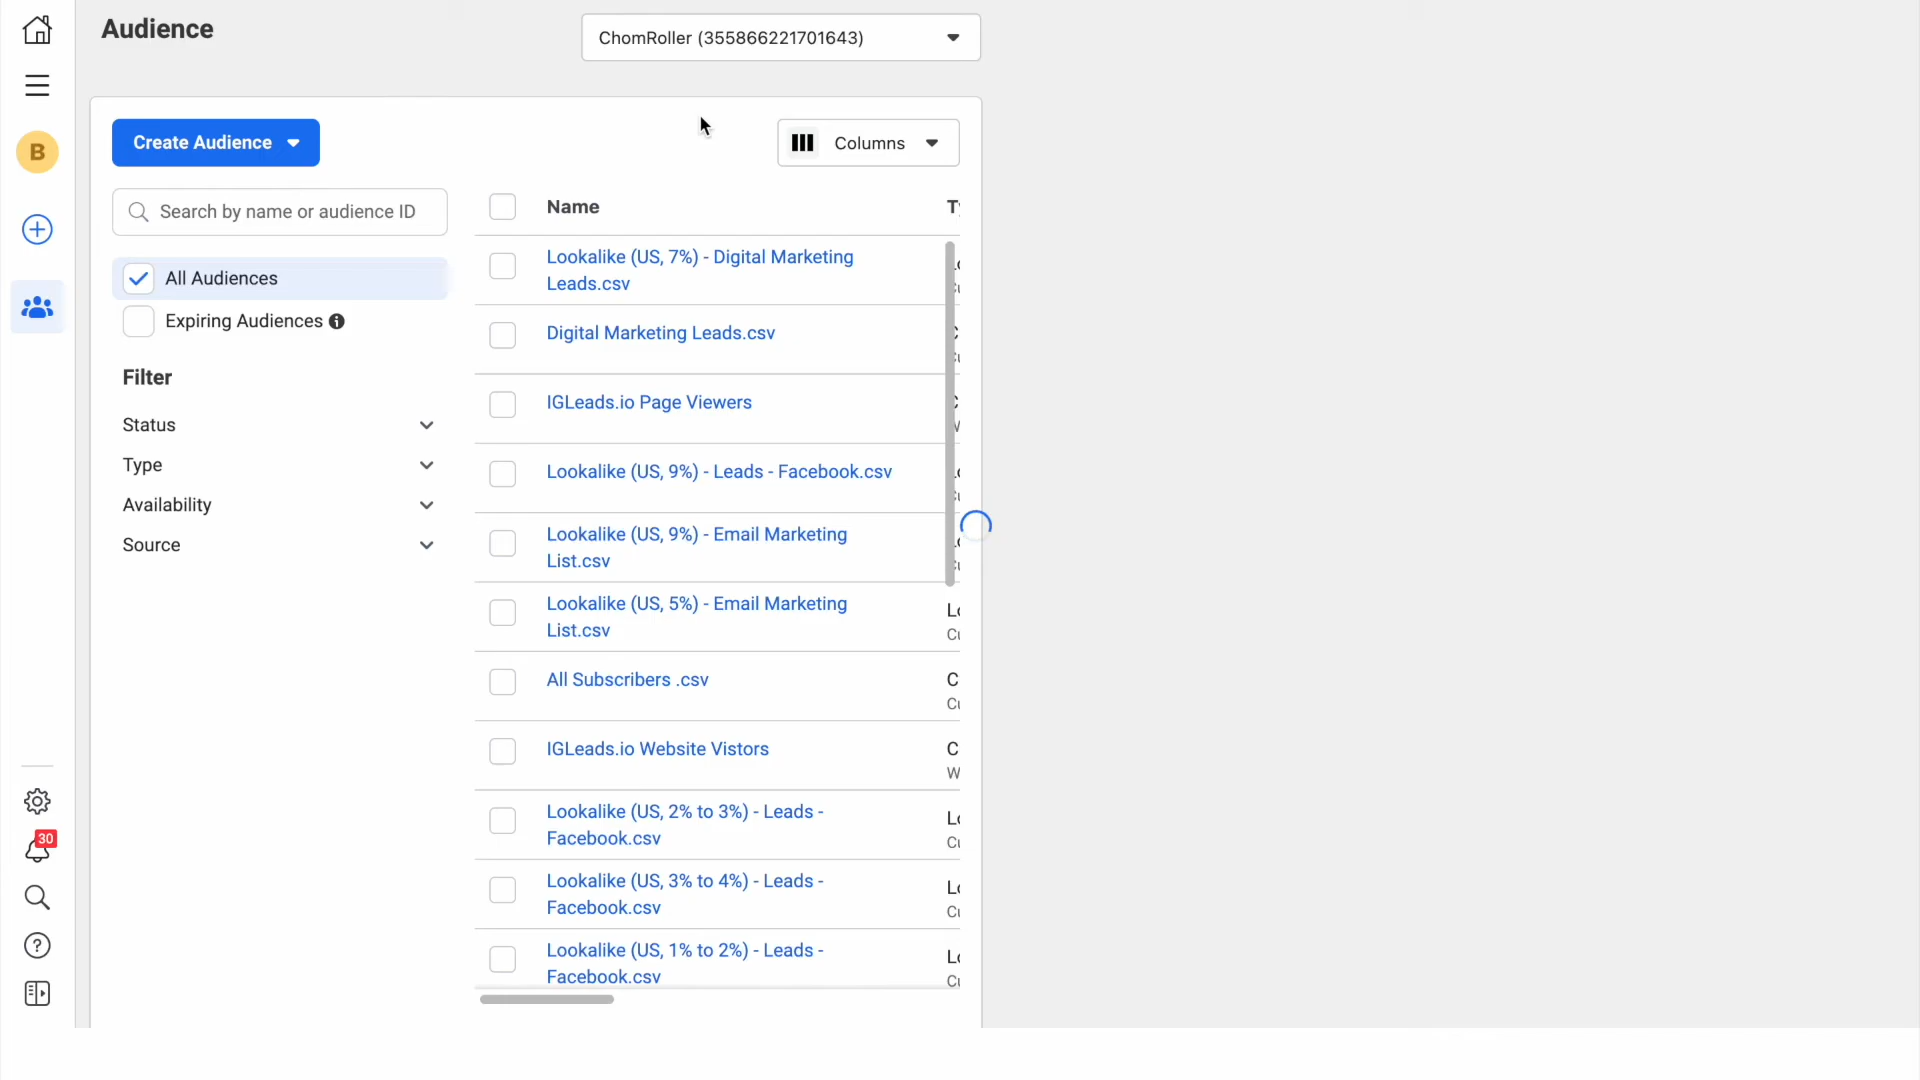 Audience
ChomRoller (355866221701643)
B
Create Audience
Columns
Search by name or audience ID
All Audiences
Expiring Audiences
Filter
Status
Type
Availability
Source
Name
Lookalike (US, 7%) - Digital Marketing
Leads.csv
Digital Marketing Leads.csv
IGLeads.io Page Viewers
Lookalike (US, 9%) - Leads - Facebook.csv
Lookalike (US, 9%) - Email Marketing
List.csv
Lookalike (US, 5%) - Email Marketing
List.csv
All Subscribers .csv
IGLeads.io Website Vistors
Lookalike (US, 2% to 3%) - Leads -
Facebook.csv
Lookalike (US, 3% to 4%) - Leads -
Facebook.csv
Lookalike (US, 1% to 2%) - Leads -
Facebook.csv
30